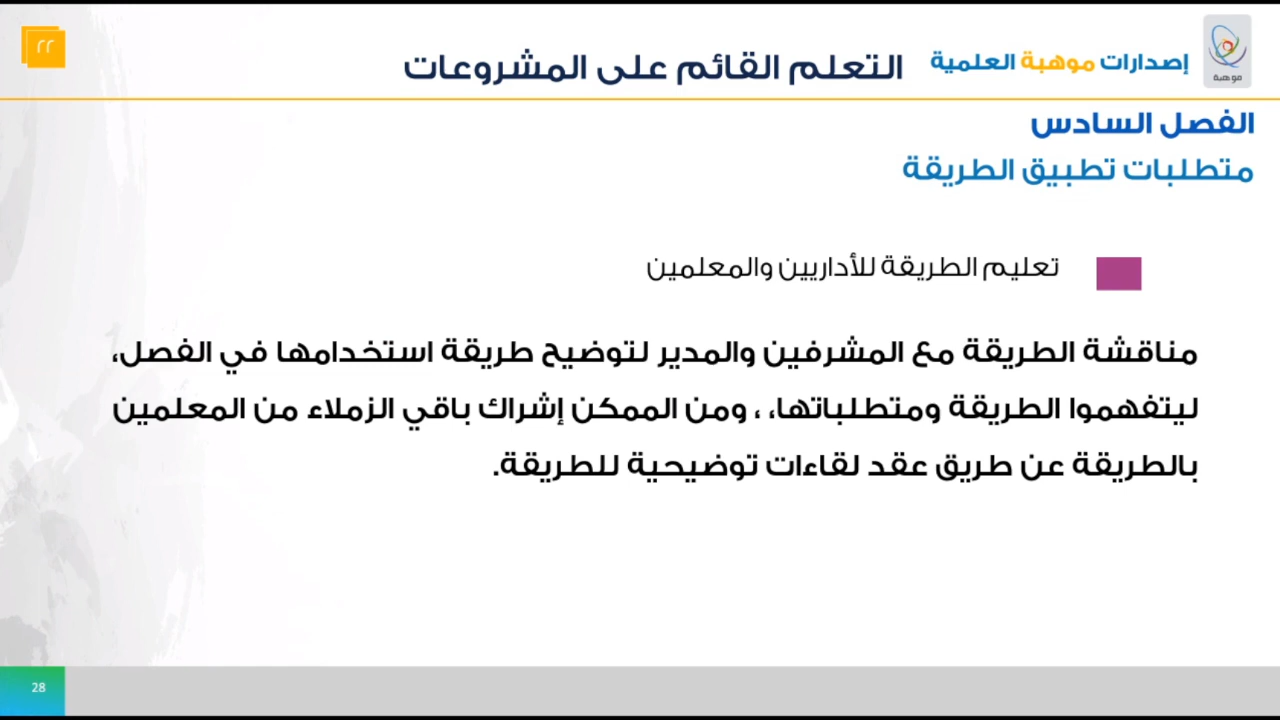 موهبة
إصدارات موهبة العلمية
التعلم القائم على المشروعات
٢٢
الفصل السادس
متطلبات تطبيق الطريقة
تعليم الطريقة للأداريين والمعلمين
مناقشة الطريقة مع المشرفين والمدير لتوضيح طريقة استخدامها في الفصل،
ليتفهموا الطريقة ومتطلباتها، ، ومن الممكن إشراك باقي الزملاء من المعلمين
بالطريقة عن طريق عقد لقاءات توضيحية للطريقة.
28